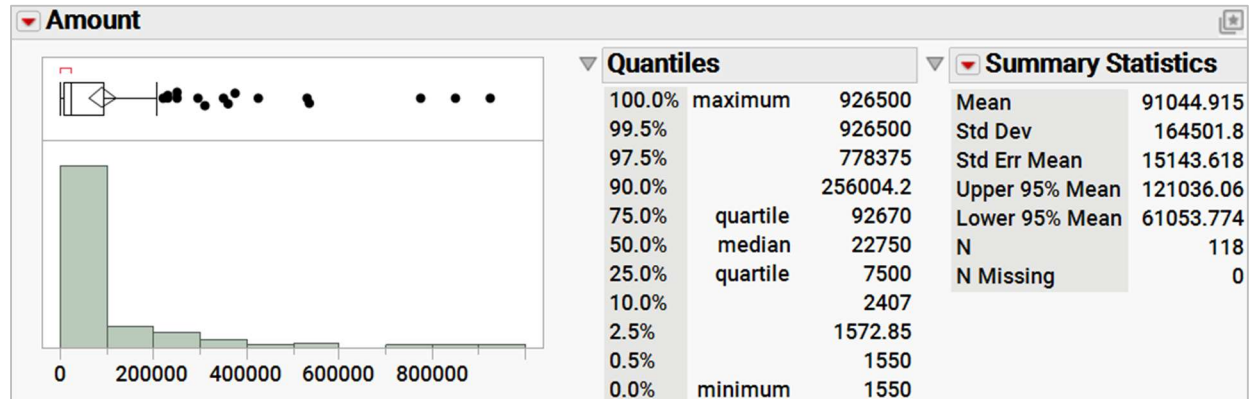 Amount
0 200000 400000 600000 800000
Quantiles
100.0% maximum 926500
99.5% 926500
97.5% 778375
90.0% 256004.2
75.0% quartile 92670
50.0% median 22750
25.0% quartile 7500
10.0% 2407
2.5% 1572.85
0.5% 1550
0.0% minimum 1550
Summary Statistics
Mean 91044.915
Std Dev 164501.8
Std Err Mean 15143.618
Upper 95% Mean 121036.06
Lower 95% Mean 61053.774
N 118
N Missing 0